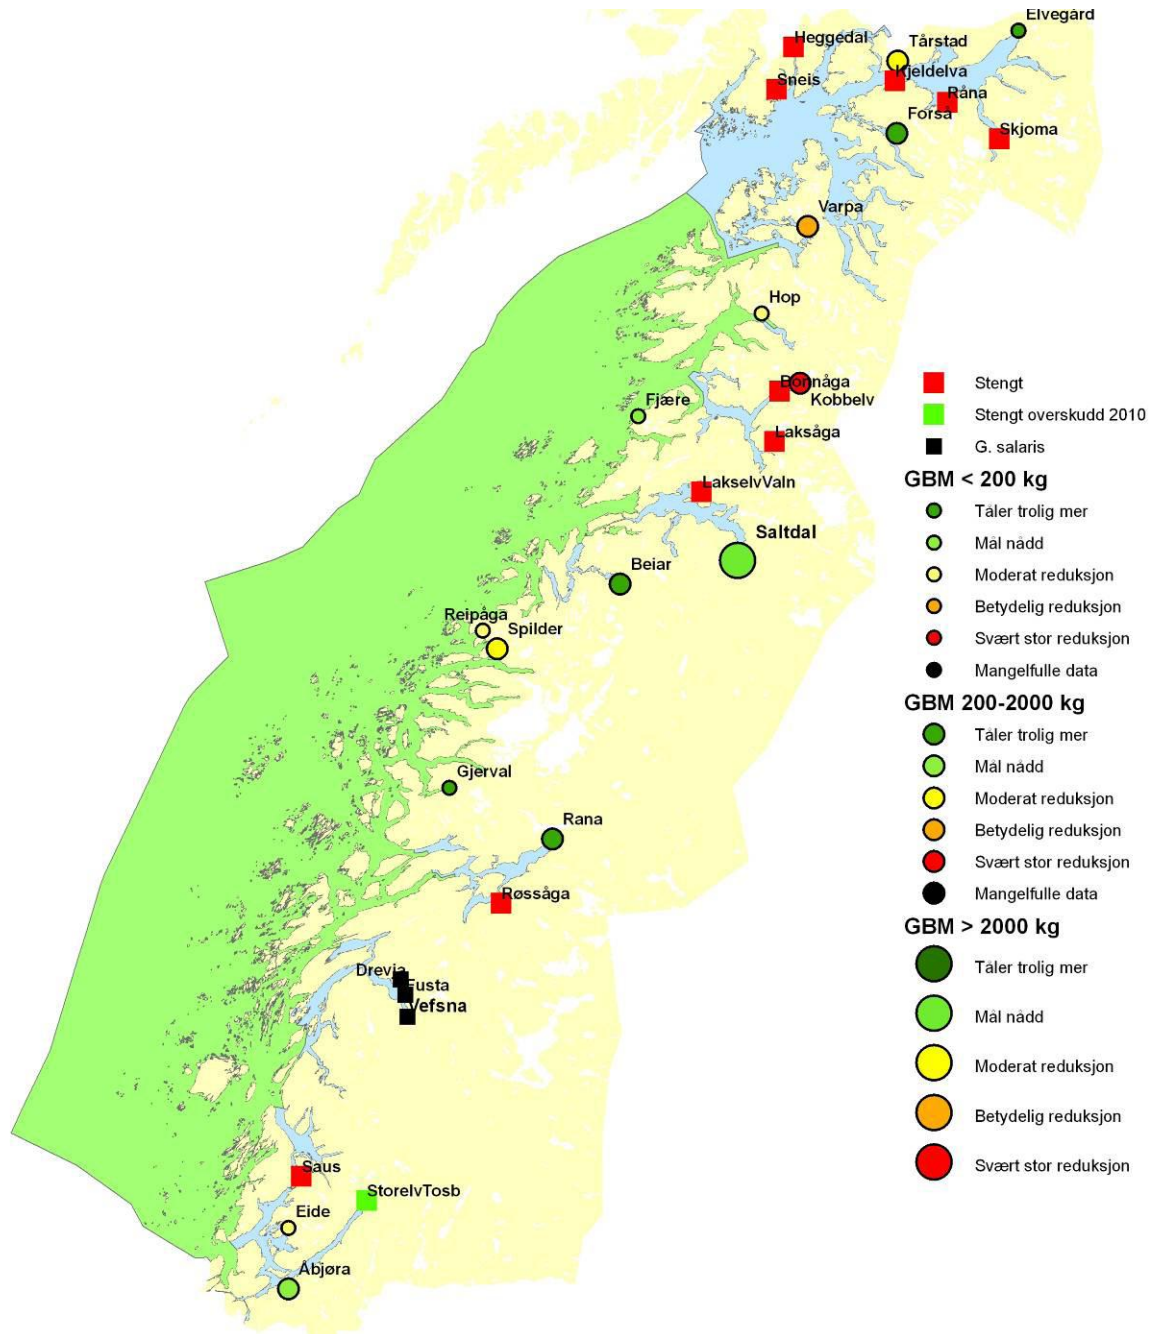 Elvegård
Heggedal
Tårstad
Kjeldelva
Sneis
Råna
Forså
Skjoma
Varpa
Hop
Bonnåga
Kobbelv
Fjære
Laksåga
LakselvValn
Saltdal
Beiar
Reipåga
Spilder
Gjerval
Rana
Røssåga
Drevja
Fusta
Vefsna
Saus
StorelvTosb
Eide
Åbjøra
Stengt
Stengt overskudd 2010
G. salaris
GBM < 200 kg
Tåler trolig mer
Mål nådd
Moderat reduksjon
Betydelig reduksjon
Svært stor reduksjon
Mangelfulle data
GBM 200-2000 kg
Tåler trolig mer
Mål nådd
Moderat reduksjon
Betydelig reduksjon
Svært stor reduksjon
Mangelfulle data
GBM > 2000 kg
Tåler trolig mer
Mål nådd
Moderat reduksjon
Betydelig reduksjon
Svært stor reduksjon